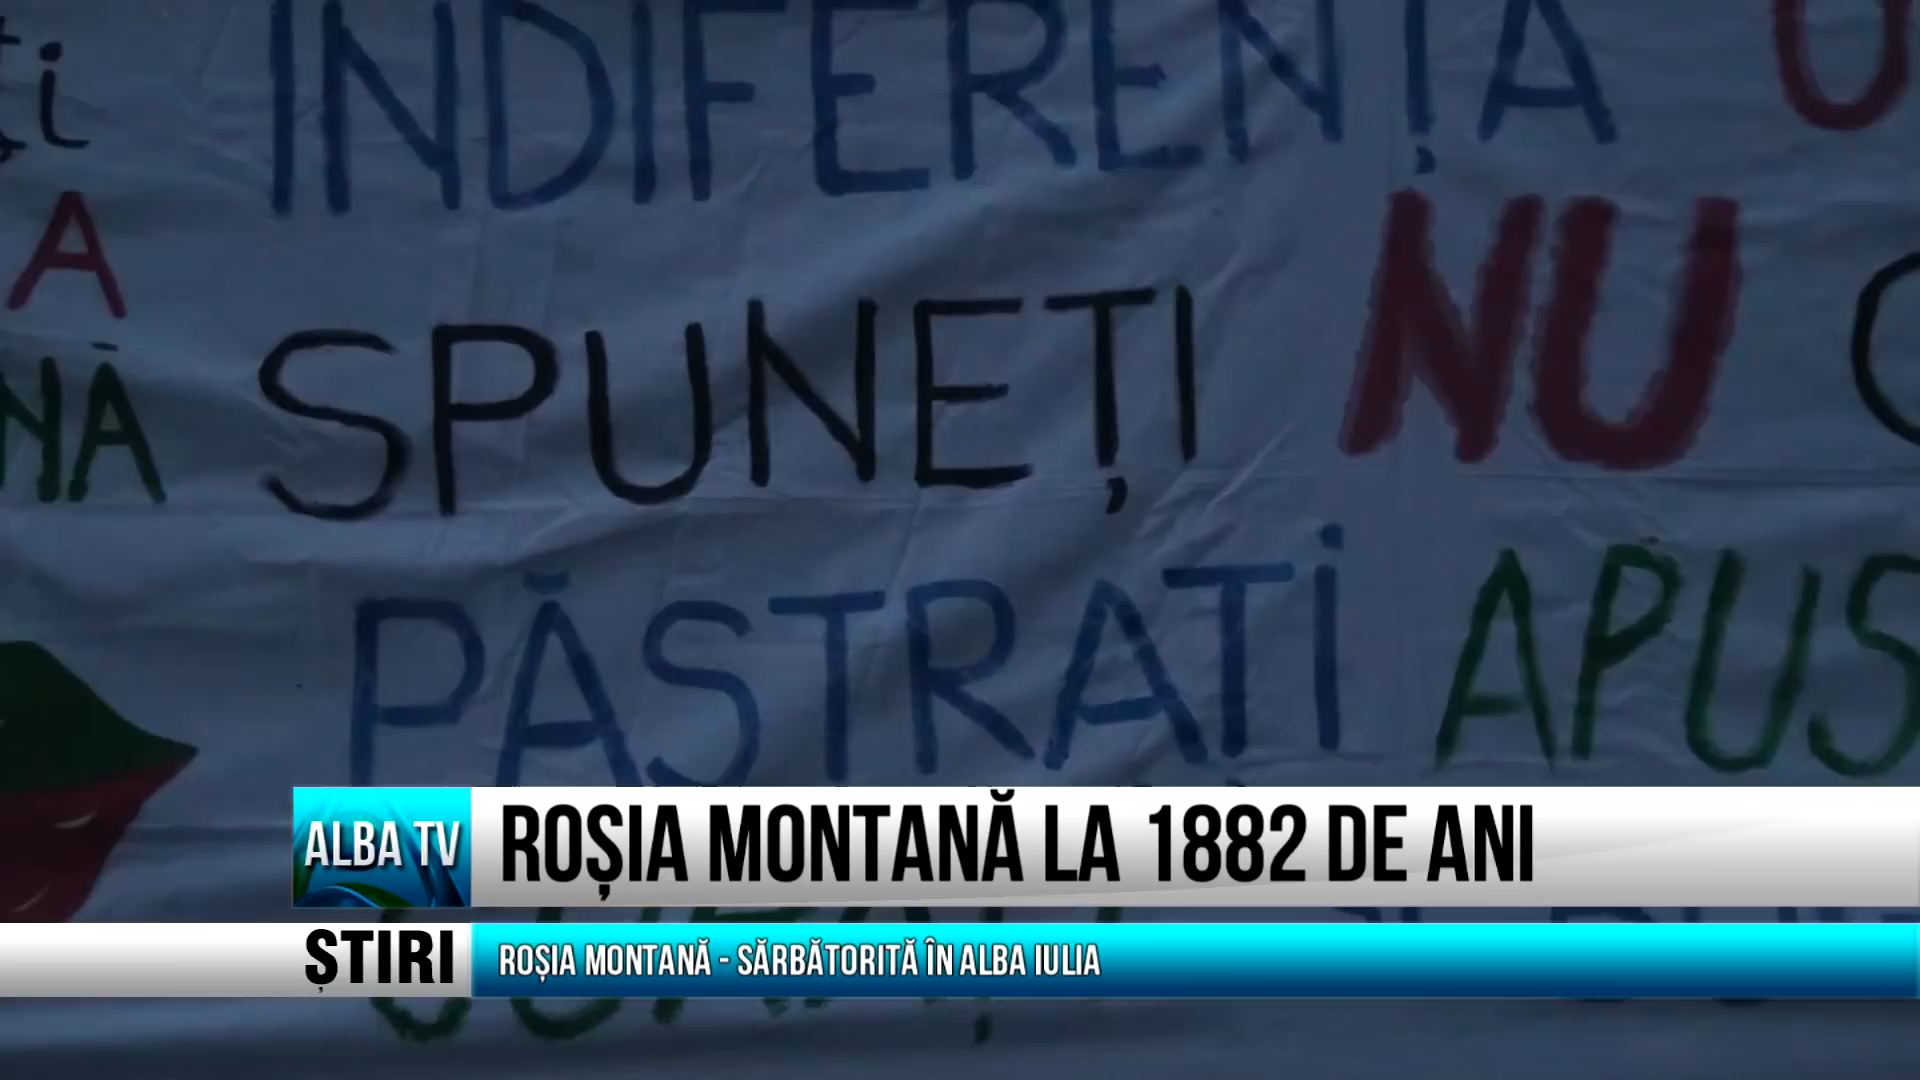 INDIFERENȚA
A
SPUNEȚI NU
NĂ
PĂSTRAȚI APUS
ALBA TV ROȘIA MONTANĂ LA 1882 DE ANI
ȘTIRI ROȘIA MONTANĂ - SĂRBĂTORITĂ ÎN ALBA IULIA